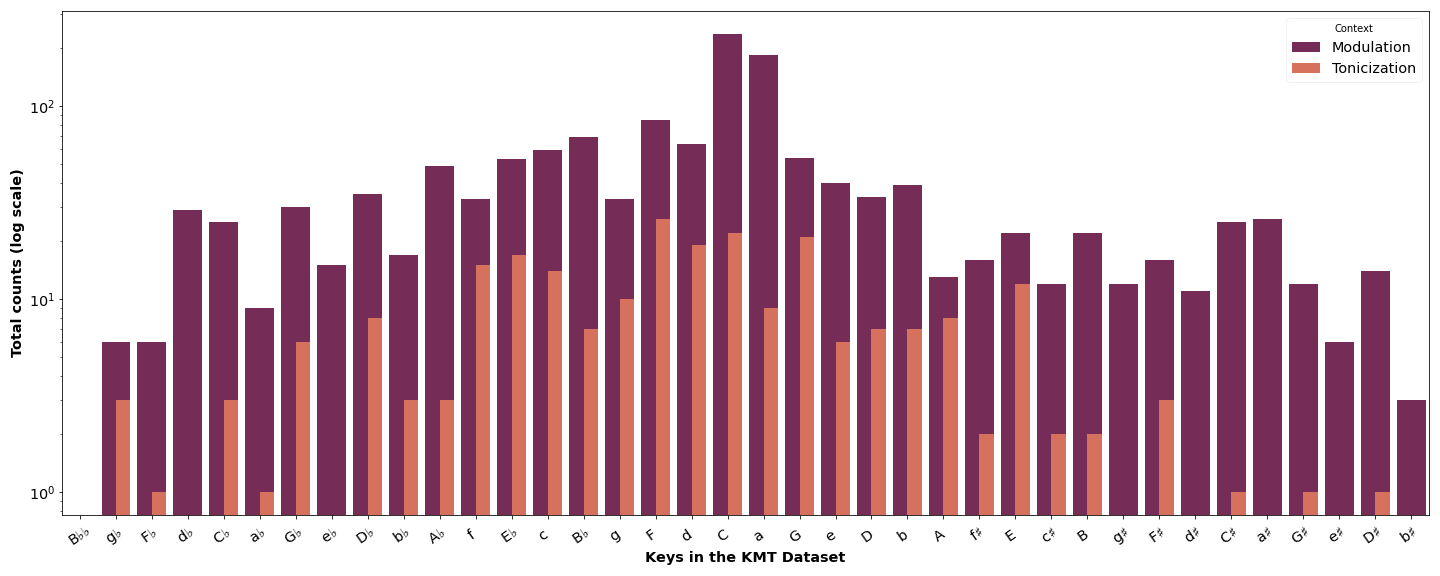 Context
Modulation
Tonicization
10²
10¹
10⁰
Total counts (log scale)
B♭♭ g♭ F♭ d♭ C♭ a♭ G♭ e♭ D♭ b♭ A♭ f E♭ c B♭ g F d C a G e D b A f♯ E c♯ B g♯ F♯ d♯ C♯ a♯ G♯ e♯ D♯ b♯
Keys in the KMT Dataset